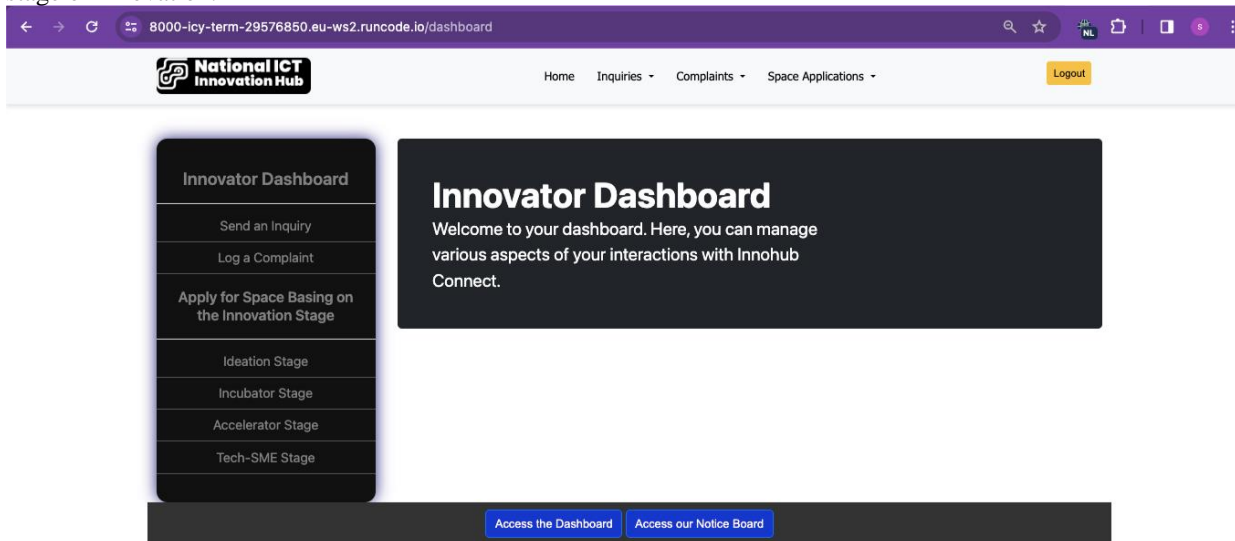 8000-icy-term-29576850.eu-ws2.runcode.io/dashboard
NL
S
National ICT
Innovation Hub
Home Inquiries Complaints Space Applications
Logout
Innovator Dashboard
Send an Inquiry
Log a Complaint
Apply for Space Basing on
the Innovation Stage
Ideation Stage
Incubator Stage
Accelerator Stage
Tech-SME Stage
Innovator Dashboard
Welcome to your dashboard. Here, you can manage
various aspects of your interactions with Innohub
Connect.
Access the Dashboard Access our Notice Board